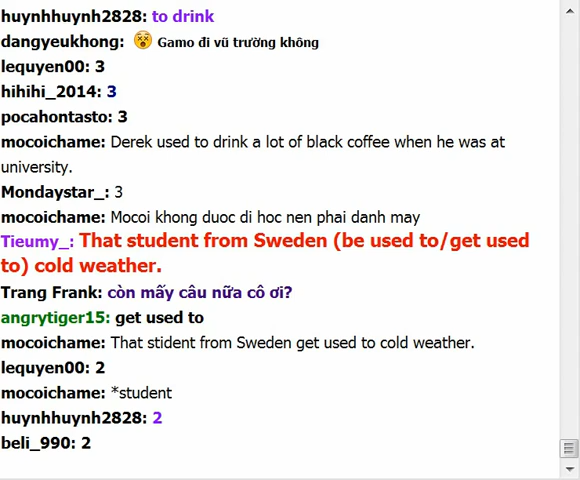 huynhhuynh2828: to drink
dangyeukhong: Gamo đi vũ trường không
lequyen00: 3
hihihi_2014: 3
pocahontasto: 3
mocoichame: Derek used to drink a lot of black coffee when he was at
university.
Mondaystar_: 3
mocoichame: Mocoi khong duoc di hoc nen phai danh may
Tieumy_: That student from Sweden (be used to/get used
to) cold weather.
Trang Frank: còn mấy câu nữa cô ơi?
angrytiger15: get used to
mocoichame: That stident from Sweden get used to cold weather.
lequyen00: 2
mocoichame: *student
huynhhuynh2828: 2
beli_990: 2